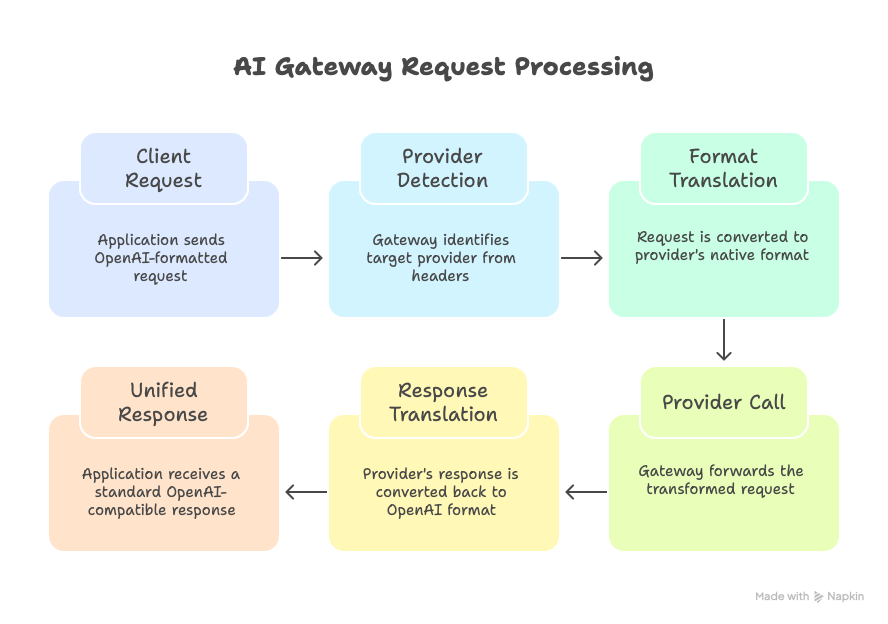 AI Gateway Request Processing
Client
Request
Application sends
OpenAI-formatted
request
Provider
Detection
Gateway identifies
target provider from
headers
Format
Translation
Request is converted to
provider's native format
Unified
Response
Application receives a
standard OpenAI-
compatible response
Response
Translation
Provider's response is
converted back to
OpenAI format
Provider Call
Gateway forwards the
transformed request
Made with Napkin